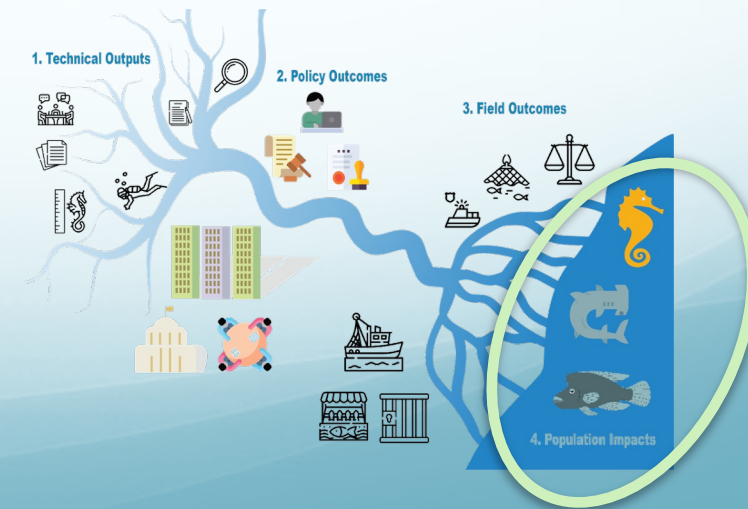 1. Technical Outputs
2. Policy Outcomes
3. Field Outcomes
4. Population Impacts